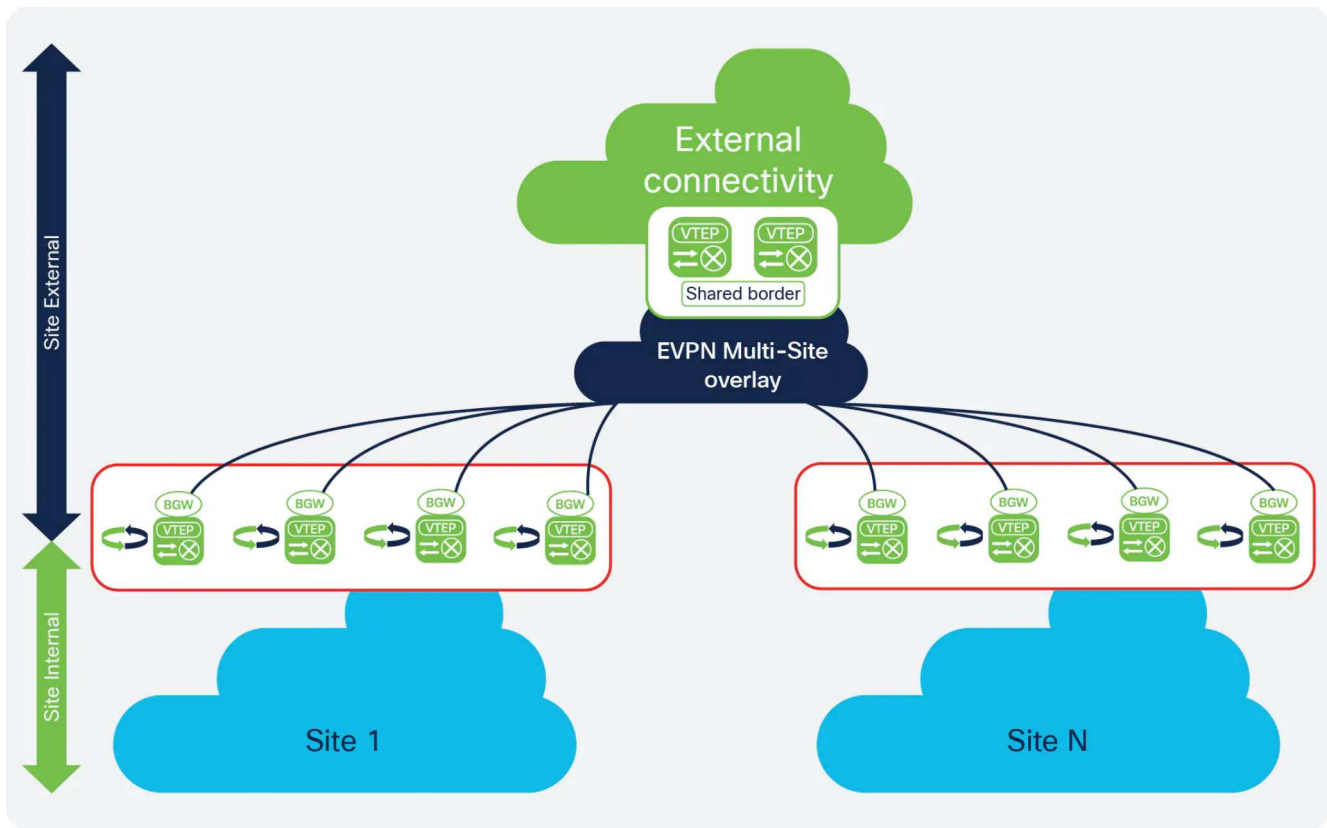 External
connectivity
VTEP
VTEP
Shared border
EVPN Multi-Site
overlay
Site External
BGW
BGW
BGW
BGW
BGW
BGW
BGW
BGW
VTEP
VTEP
VTEP
VTEP
VTEP
VTEP
VTEP
VTEP
Site Internal
Site 1
Site N